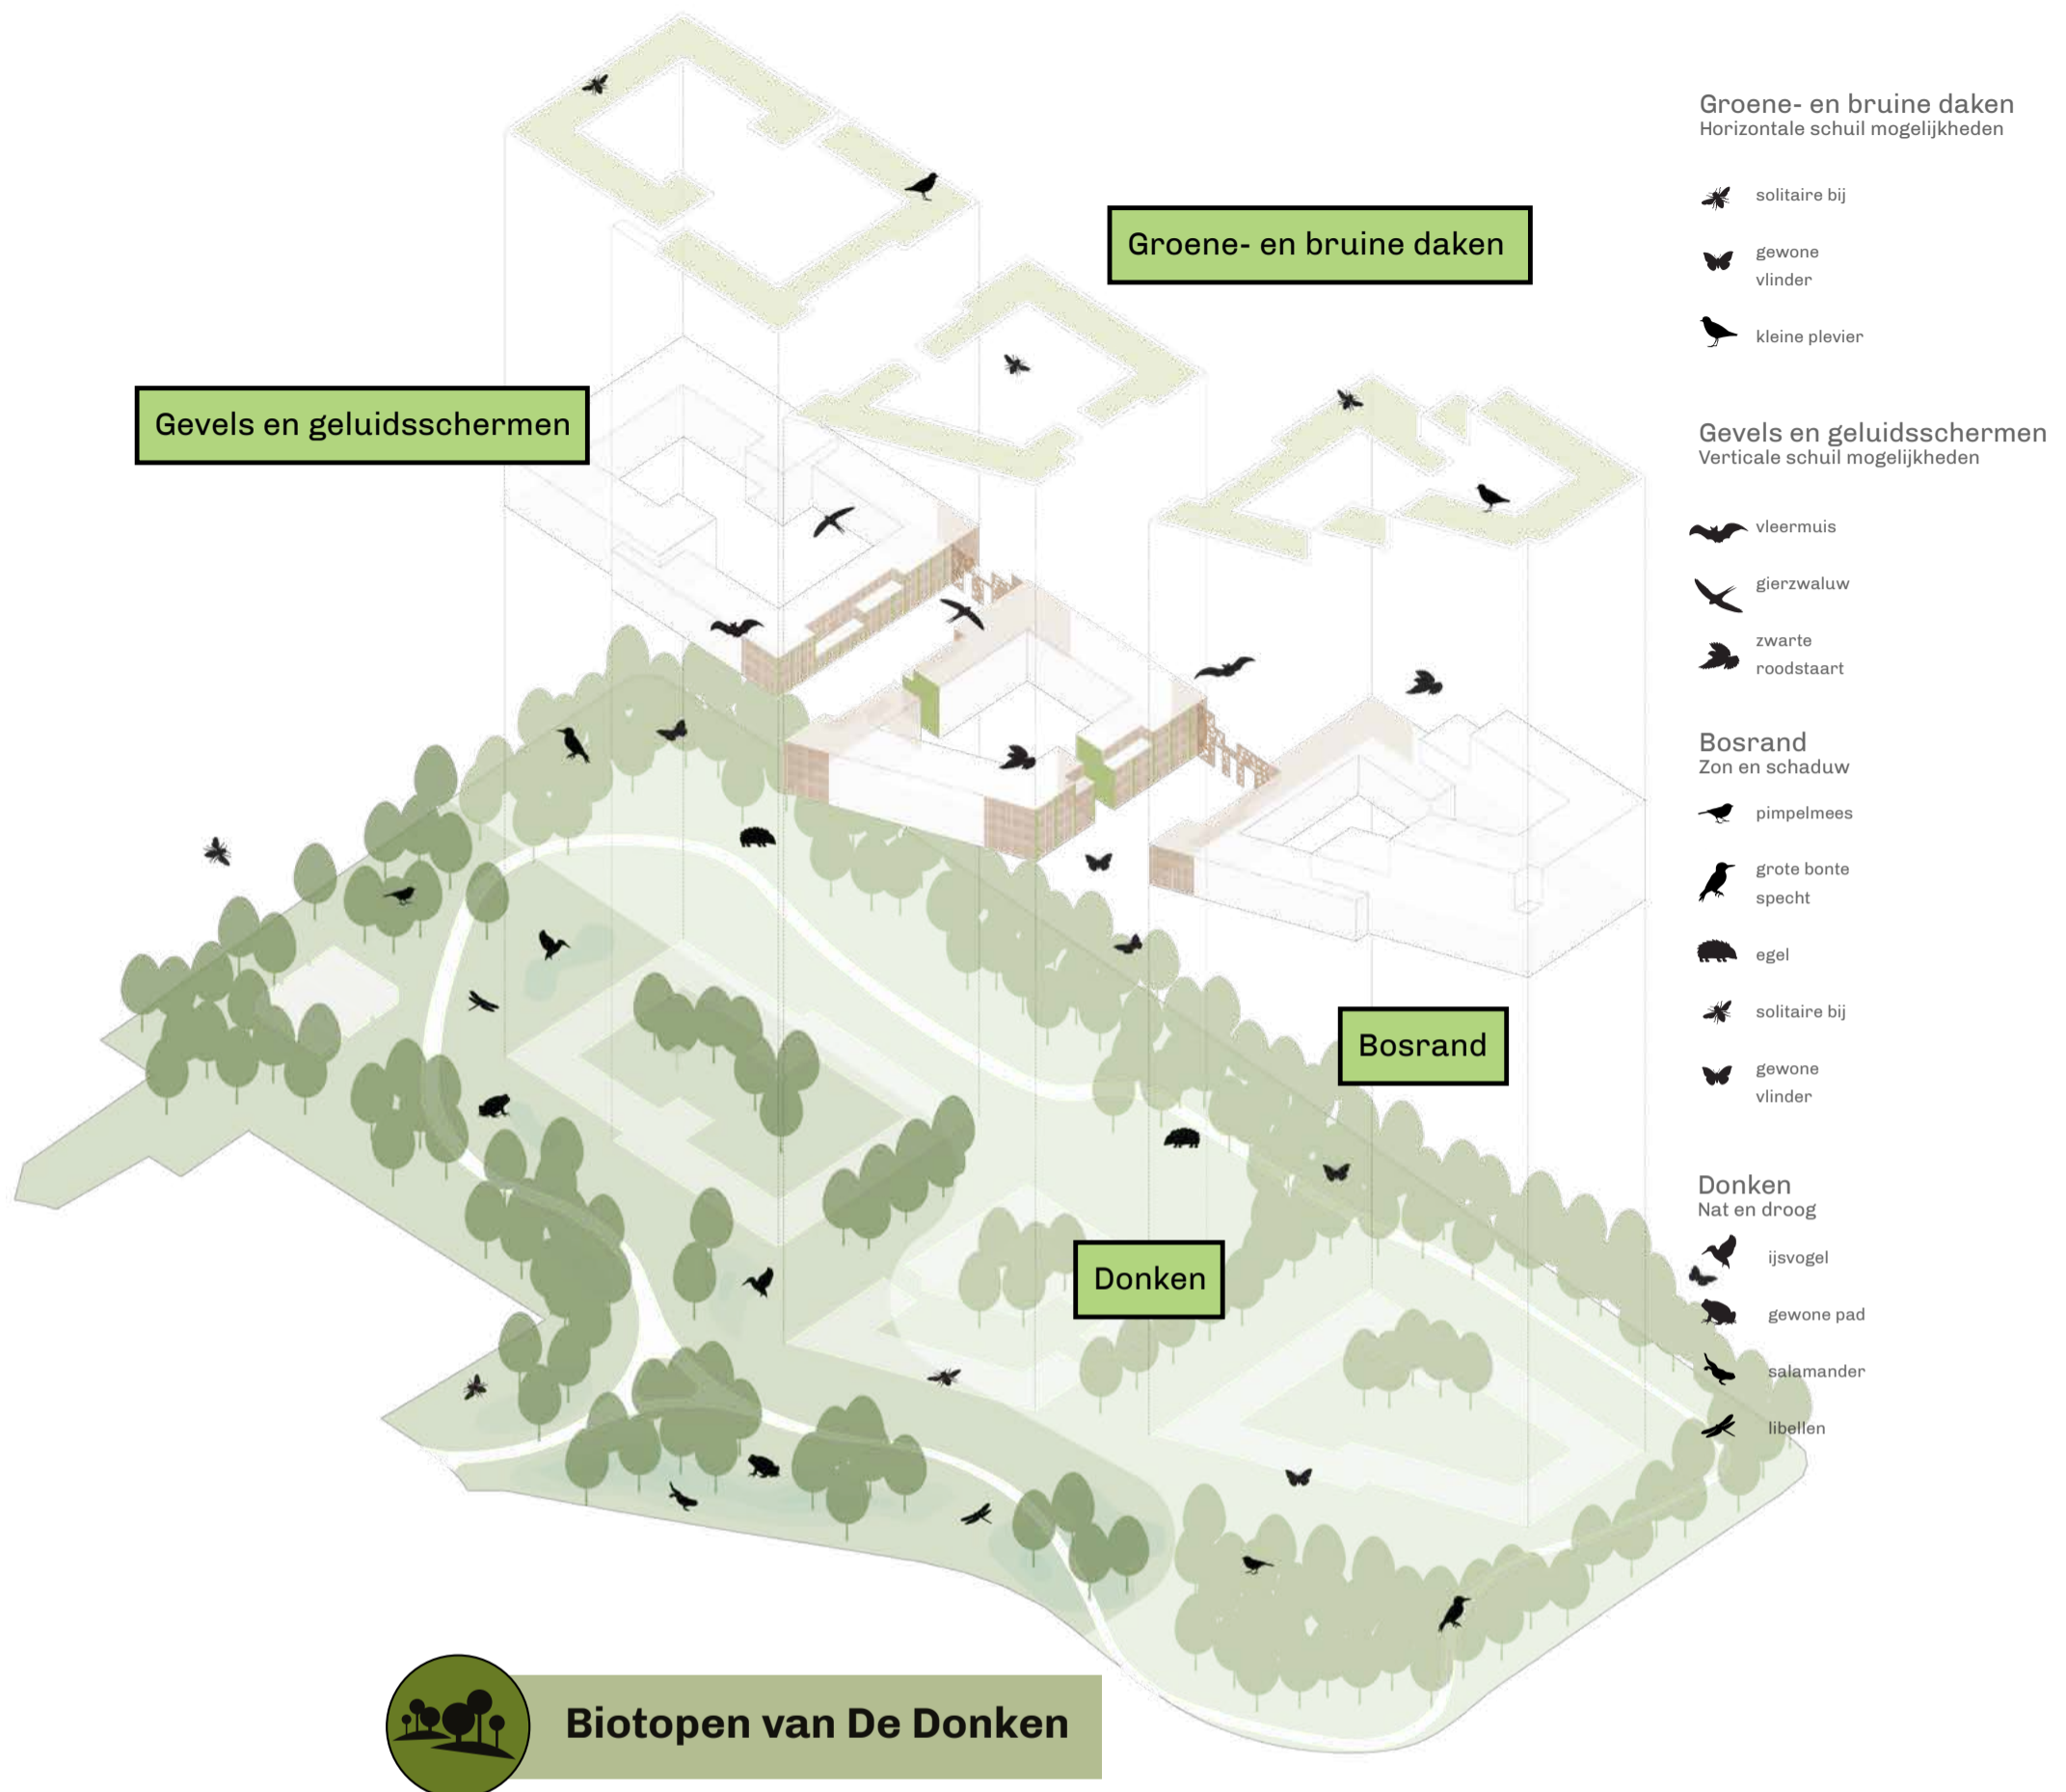 Groene- en bruine daken
Gevels en geluidsschermen
Bosrand
Donken
Biotopen van De Donken
Groene- en bruine daken
Horizontale schuil mogelijkheden
solitaire bij
gewone
vlinder
kleine plevier
Gevels en geluidsschermen
Verticale schuil mogelijkheden
vleermuis
gierzwaluw
zwarte
roodstaart
Bosrand
Zon en schaduw
pimpelmees
grote bonte
specht
egel
solitaire bij
gewone
vlinder
Donken
Nat en droog
ijsvogel
gewone pad
salamander
libellen